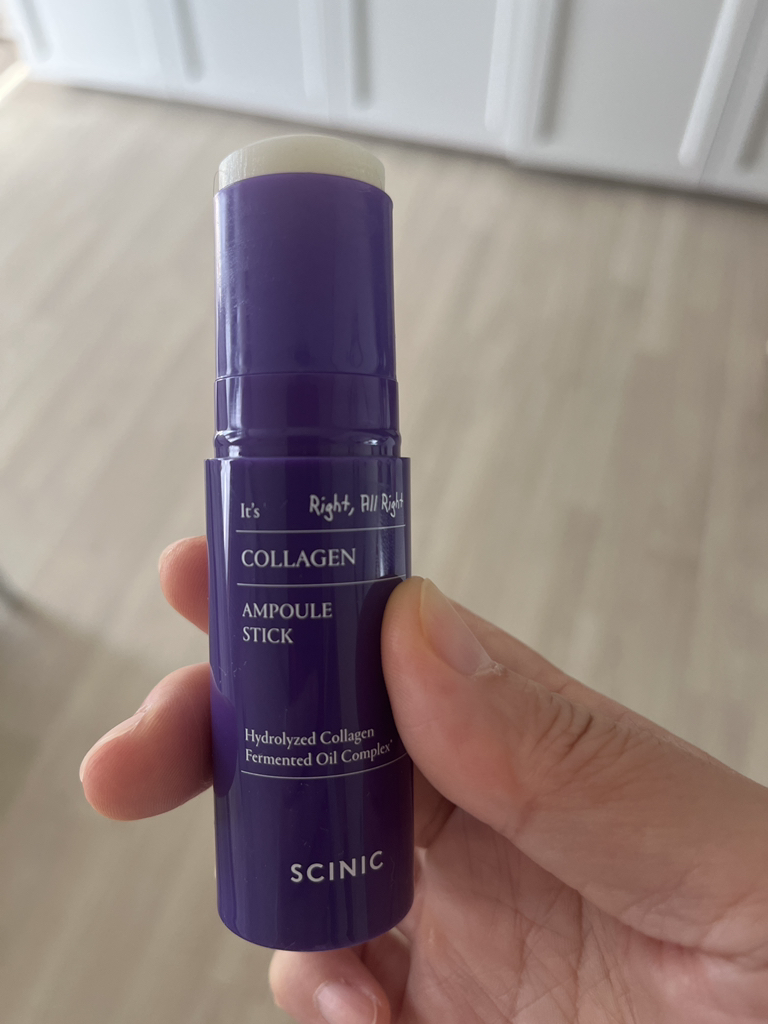 It's Right, All Right
COLLAGEN
AMPOULE
STICK
Hydrolyzed Collagen
Fermented Oil Complex*
SCINIC